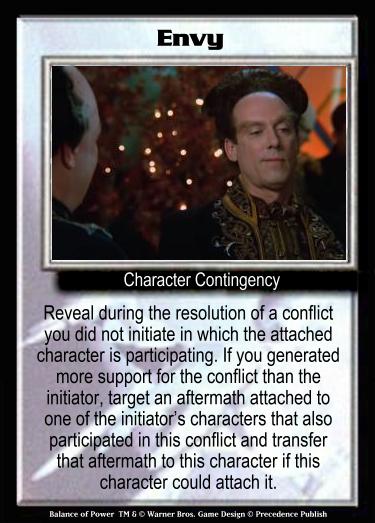 Envy
Character Contingency
Reveal during the resolution of a conflict
you did not initiate in which the attached
character is participating. If you generated
more support for the conflict than the
initiator, target an aftermath attached to
one of the initiator's characters that also
participated in this conflict and transfer
that aftermath to this character if this
character could attach it.
Balance of Power TM & © Warner Bros. Game Design © Precedence Publish